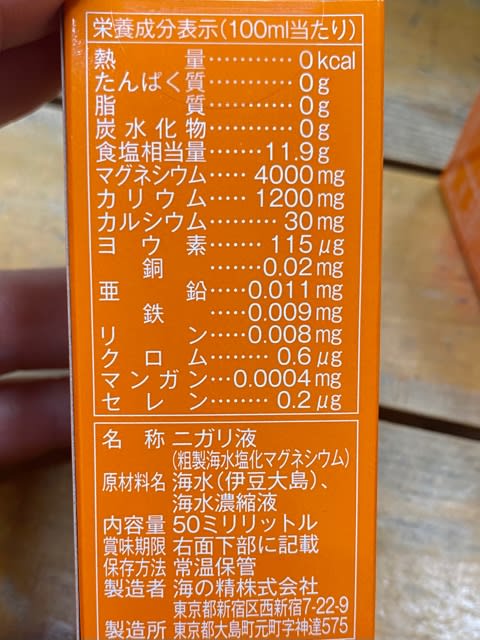 栄養成分表示(100ml当たり)
熱量…………0kcal
たんぱく質…………0g
脂質…………0g
炭水化物…………0g
食塩相当量……11.9g
マグネシウム……4000mg
カリウム……1200mg
カルシウム………30mg
ヨウ素………115μg
銅……0.02mg
亜鉛……0.011mg
鉄……0.009mg
リン……0.008mg
クロム………0.6μg
マンガン…0.0004mg
セレン………0.2μg
名称 ニガリ液
(粗製海水塩化マグネシウム)
原材料名 海水(伊豆大島)、
海水濃縮液
内容量 50ミリリットル
賞味期限 右面下部に記載
保存方法 常温保管
製造者 海の精株式会社
東京都新宿区西新宿7-22-9
製造所 東京都大島町元町字神達575